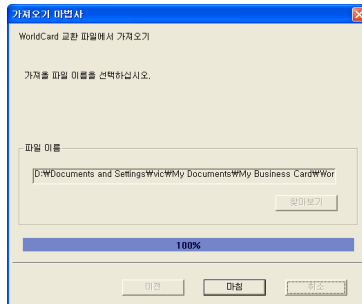 가져오기 마법사
WorldCard 교환 파일에서 가져오기
가져올 파일 이름을 선택하십시오.
파일 이름
D:₩Documents and Settings₩vic₩My Documents₩My Business Card₩Wor
찾아보기
100%
이전
마침
취소